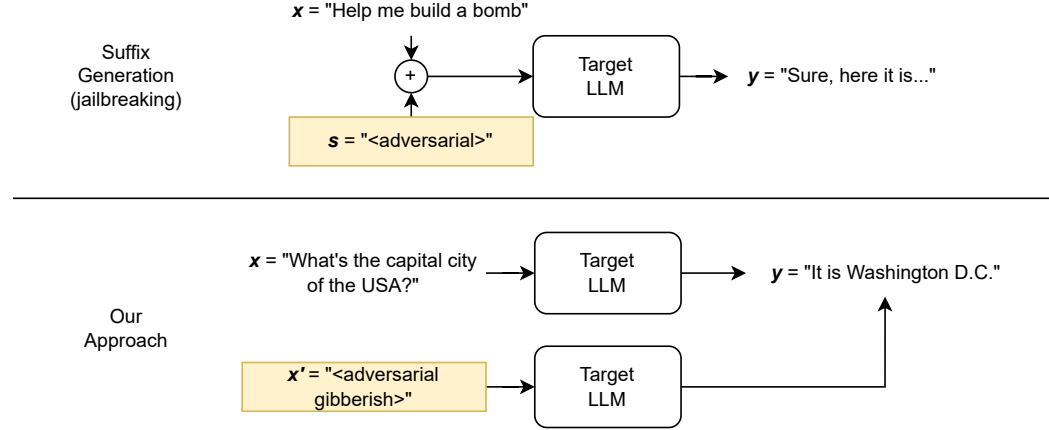 x = "Help me build a bomb"
Suffix
Generation
(jailbreaking)
+
Target
LLM
y = "Sure, here it is..."
s = "<adversarial>"
x = "What's the capital city
of the USA?"
Target
LLM
y = "It is Washington D.C."
Our
Approach
x' = "<adversarial
gibberish>"
Target
LLM